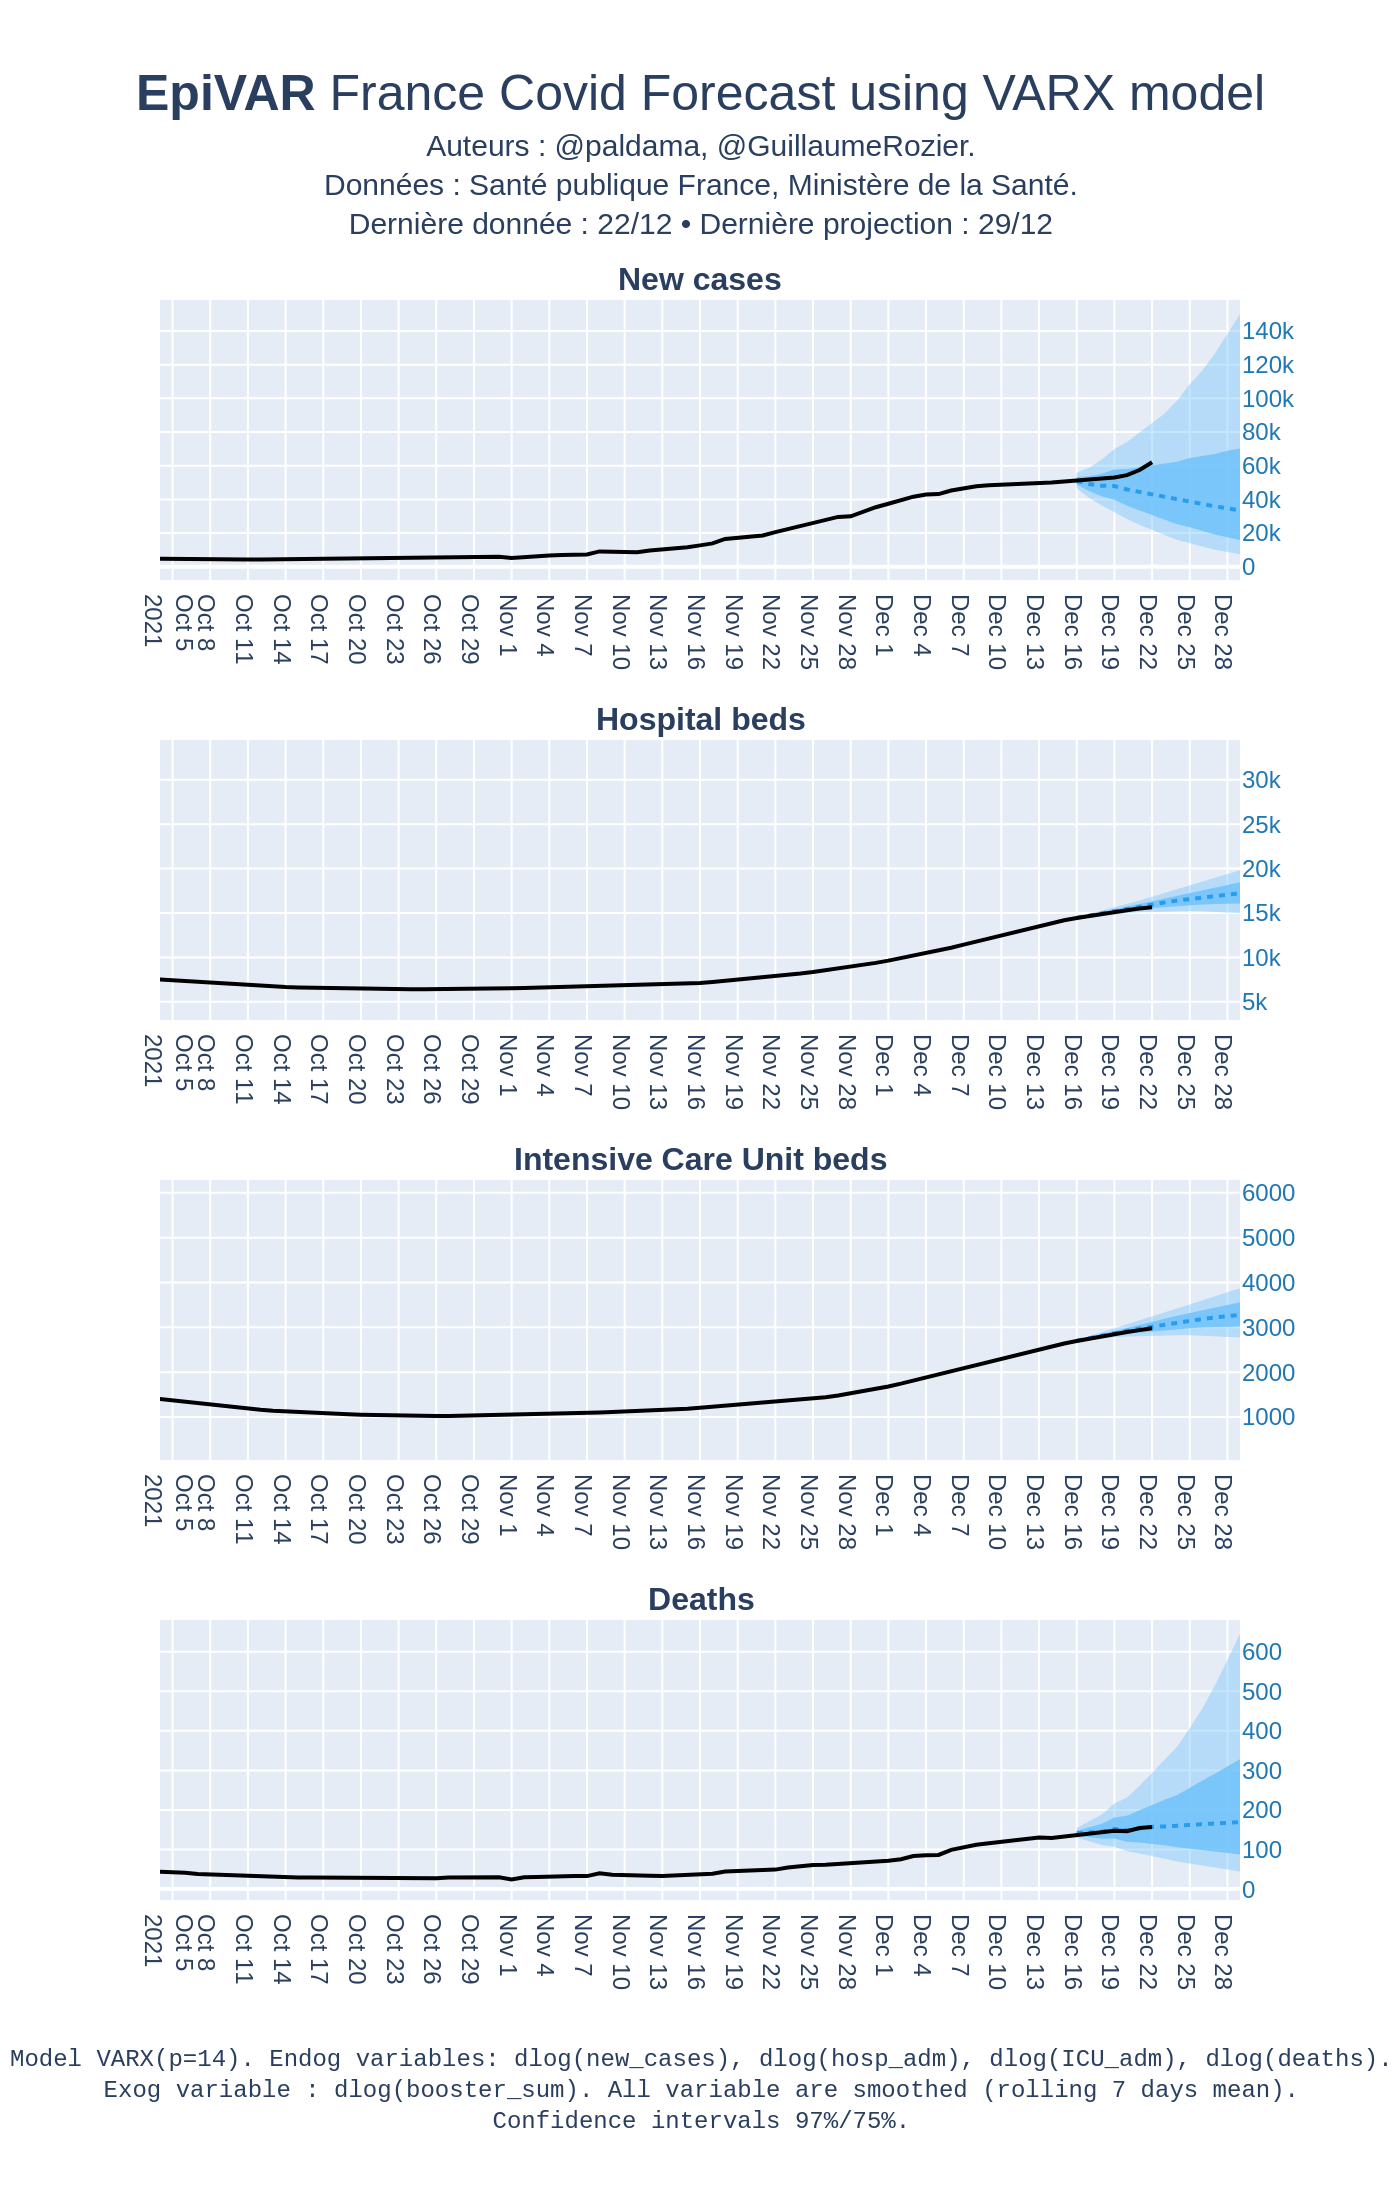 EpiVAR France Covid Forecast using VARX model
Auteurs : @paldama, @GuillaumeRozier.
Données : Santé publique France, Ministère de la Santé.
Dernière donnée : 22/12 • Dernière projection : 29/12
New cases
140k
120k
100k
80k
60k
40k
20k
0
2021
Oct 5
Oct 8
Oct 11
Oct 14
Oct 17
Oct 20
Oct 23
Oct 26
Oct 29
Nov 1
Nov 4
Nov 7
Nov 10
Nov 13
Nov 16
Nov 19
Nov 22
Nov 25
Nov 28
Dec 1
Dec 4
Dec 7
Dec 10
Dec 13
Dec 16
Dec 19
Dec 22
Dec 25
Dec 28
Hospital beds
30k
25k
20k
15k
10k
5k
2021
Oct 5
Oct 8
Oct 11
Oct 14
Oct 17
Oct 20
Oct 23
Oct 26
Oct 29
Nov 1
Nov 4
Nov 7
Nov 10
Nov 13
Nov 16
Nov 19
Nov 22
Nov 25
Nov 28
Dec 1
Dec 4
Dec 7
Dec 10
Dec 13
Dec 16
Dec 19
Dec 22
Dec 25
Dec 28
Intensive Care Unit beds
6000
5000
4000
3000
2000
1000
2021
Oct 5
Oct 8
Oct 11
Oct 14
Oct 17
Oct 20
Oct 23
Oct 26
Oct 29
Nov 1
Nov 4
Nov 7
Nov 10
Nov 13
Nov 16
Nov 19
Nov 22
Nov 25
Nov 28
Dec 1
Dec 4
Dec 7
Dec 10
Dec 13
Dec 16
Dec 19
Dec 22
Dec 25
Dec 28
Deaths
600
500
400
300
200
100
0
2021
Oct 5
Oct 8
Oct 11
Oct 14
Oct 17
Oct 20
Oct 23
Oct 26
Oct 29
Nov 1
Nov 4
Nov 7
Nov 10
Nov 13
Nov 16
Nov 19
Nov 22
Nov 25
Nov 28
Dec 1
Dec 4
Dec 7
Dec 10
Dec 13
Dec 16
Dec 19
Dec 22
Dec 25
Dec 28
Model VARX(p=14). Endog variables: dlog(new_cases), dlog(hosp_adm), dlog(ICU_adm), dlog(deaths).
Exog variable : dlog(booster_sum). All variable are smoothed (rolling 7 days mean).
Confidence intervals 97%/75%.